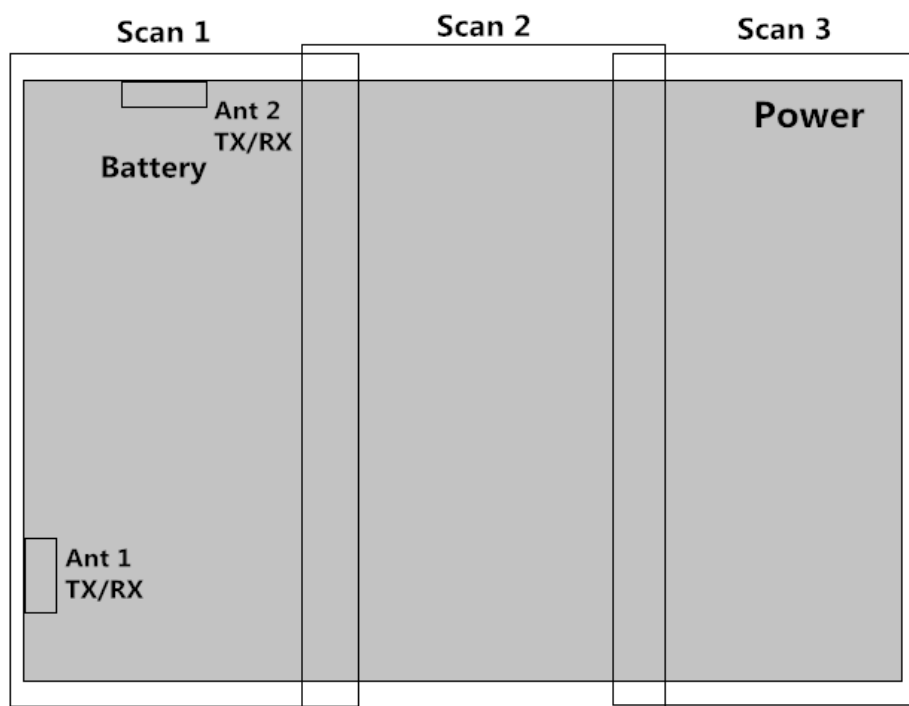 Scan 1
Scan 2
Scan 3
Ant 2
TX/RX
Power
Battery
Ant 1
TX/RX